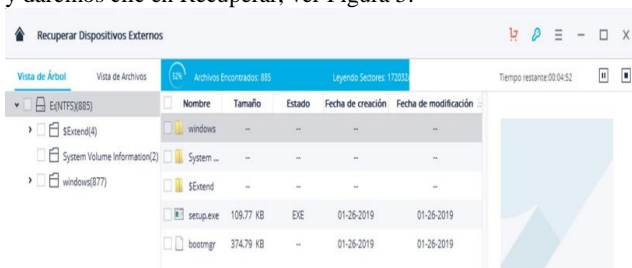 y daremos clic en Recuperar, ver Figura 5.
Recuperar Dispositivos Externos
Vista de Árbol Vista de Archivos 52% Archivos Encontrados: 885 Leyendo Sectores: 172032 Tiempo restante:00:04:52
E:(NTFS)(885)
$Extend(4)
System Volume Information(2)
windows(877)
Nombre Tamaño Estado Fecha de creación Fecha de modificación
windows -- -- -- --
System ... -- -- -- --
$Extend -- -- -- --
setup.exe 109.77 KB EXE 01-26-2019 01-26-2019
bootmgr 374.79 KB -- 01-26-2019 01-26-2019